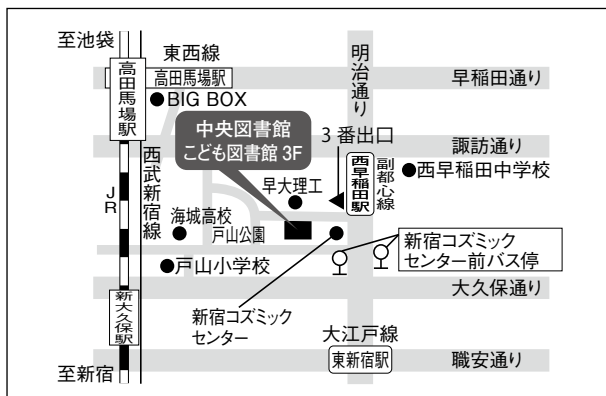 至池袋
東西線
高田馬場駅
高田馬場駅
BIG BOX
明治通り
早稲田通り
中央図書館
こども図書館 3F
3 番出口
諏訪通り
西早稲田駅
副都心線
西早稲田中学校
西武新宿線
JR
早大理工
海城高校
戸山公園
戸山小学校
新宿コズミック
センター前バス停
大久保通り
新大久保駅
新宿コズミック
センター
大江戸線
東新宿駅
職安通り
至新宿